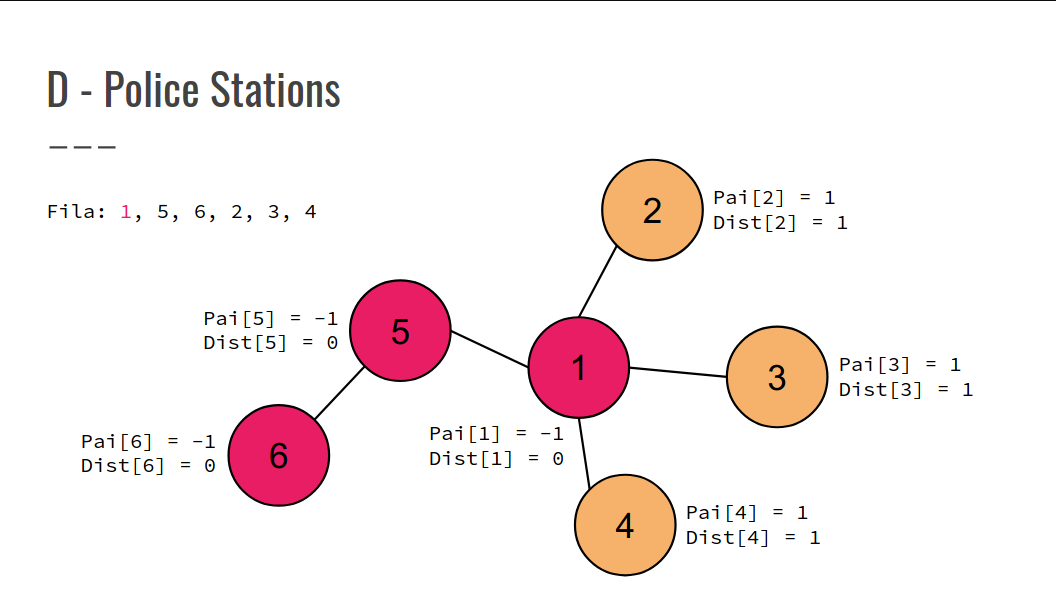 D - Police Stations
Fila: 1, 5, 6, 2, 3, 4
2
Pai[2] = 1
Dist[2] = 1
Pai[5] = -1
Dist[5] = 0
5
1
3
Pai[3] = 1
Dist[3] = 1
Pai[6] = -1
Dist[6] = 0
6
Pai[1] = -1
Dist[1] = 0
4
Pai[4] = 1
Dist[4] = 1